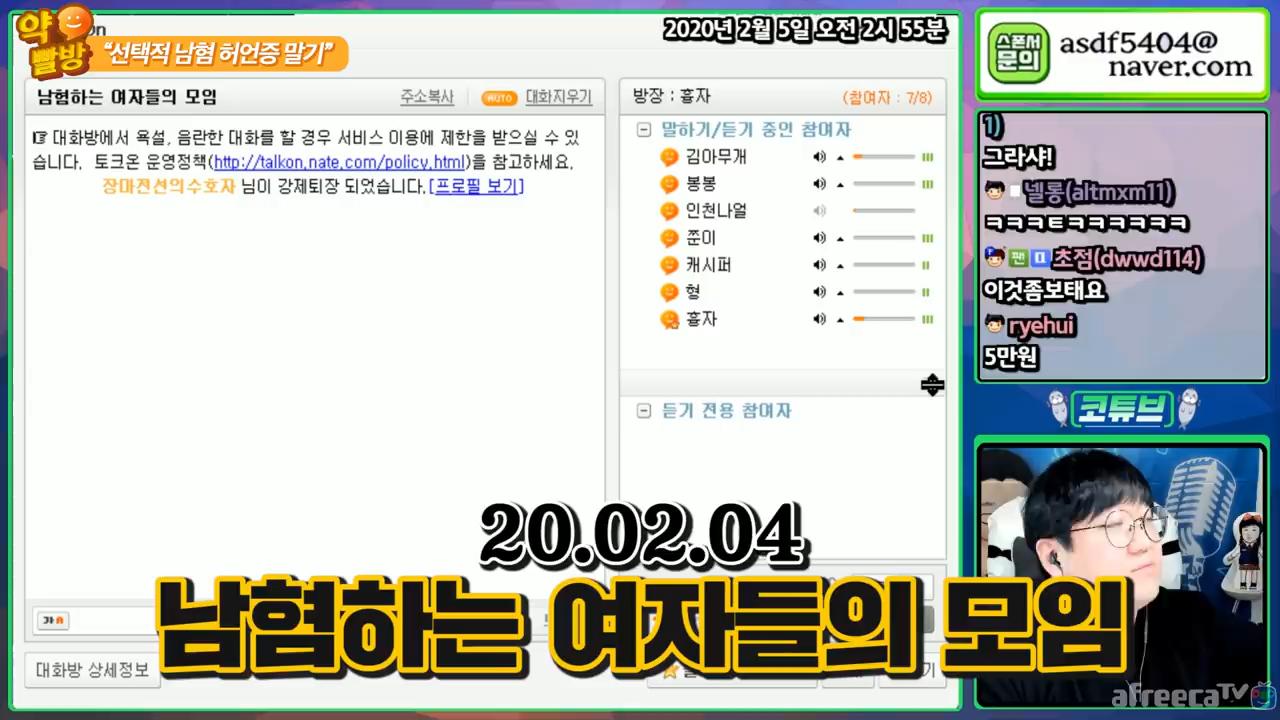 약
빨방
on
“선택적 남혐 허언증 말기”
2020년 2월 5일 오전 2시 55분
남혐하는 여자들의 모임
주소복사
AUTO
대화지우기
☞ 대화방에서 욕설, 음란한 대화를 할 경우 서비스 이용에 제한을 받으실 수 있
습니다. 토크온 운영정책(http://talkon.nate.com/policy.html)을 참고하세요.
장마전선의수호자 님이 강제퇴장 되었습니다.[프로필 보기]
방장 : 흉자
(참여자 : 7/8)
말하기/듣기 중인 참여자
김아무개
봉봉
인천나얼
쭌이
캐시퍼
형
흉자
듣기 전용 참여자
가
대화방 상세정보
기
20.02.04
남혐하는 여자들의 모임
스폰서
문의
asdf5404@
naver.com
1)
그라샤!
넬롱(altmxm11)
ㅋㅋㅋㅌㅋㅋㅋㅋㅋㅋ
팬
초점(dwwd114)
이것좀보태요
ryehui
5만원
코튜브
afreecaTV